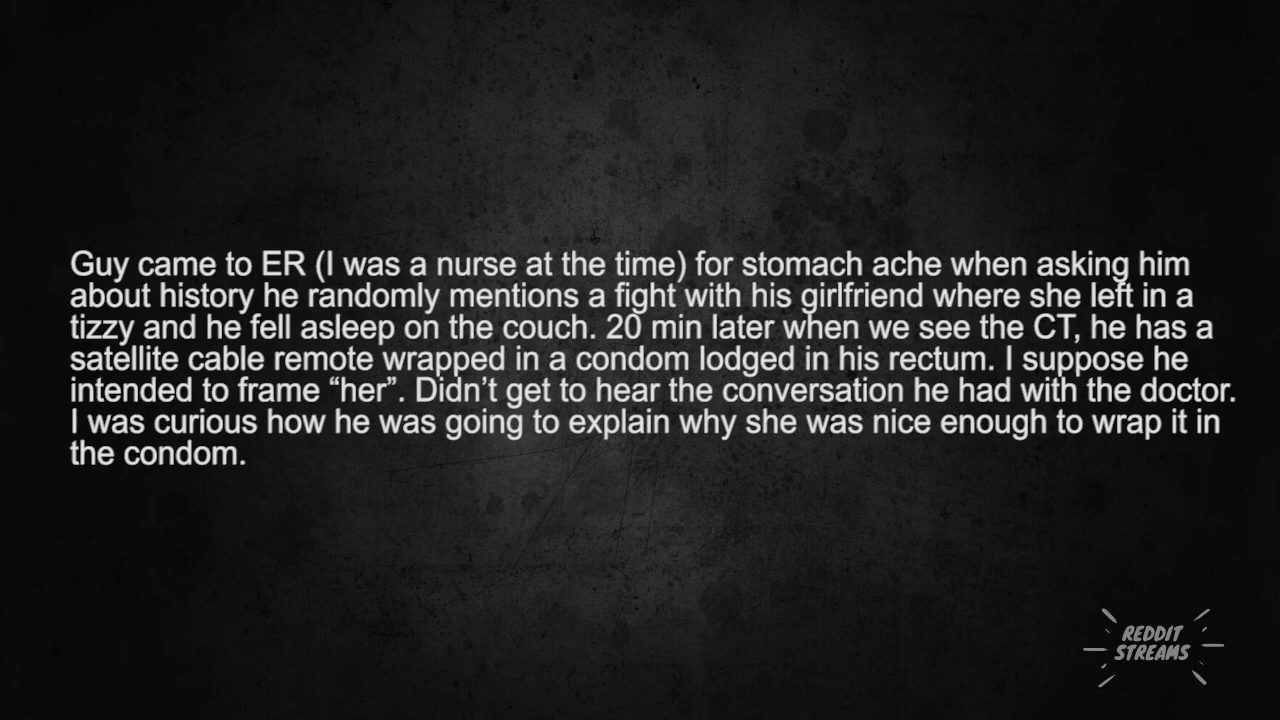 Guy came to ER (I was a nurse at the time) for stomach ache when asking him
about history he randomly mentions a fight with his girlfriend where she left in a
tizzy and he fell asleep on the couch. 20 min later when we see the CT, he has a
satellite cable remote wrapped in a condom lodged in his rectum. I suppose he
intended to frame “her”. Didn’t get to hear the conversation he had with the doctor.
I was curious how he was going to explain why she was nice enough to wrap it in
the condom.
REDDIT
STREAMS